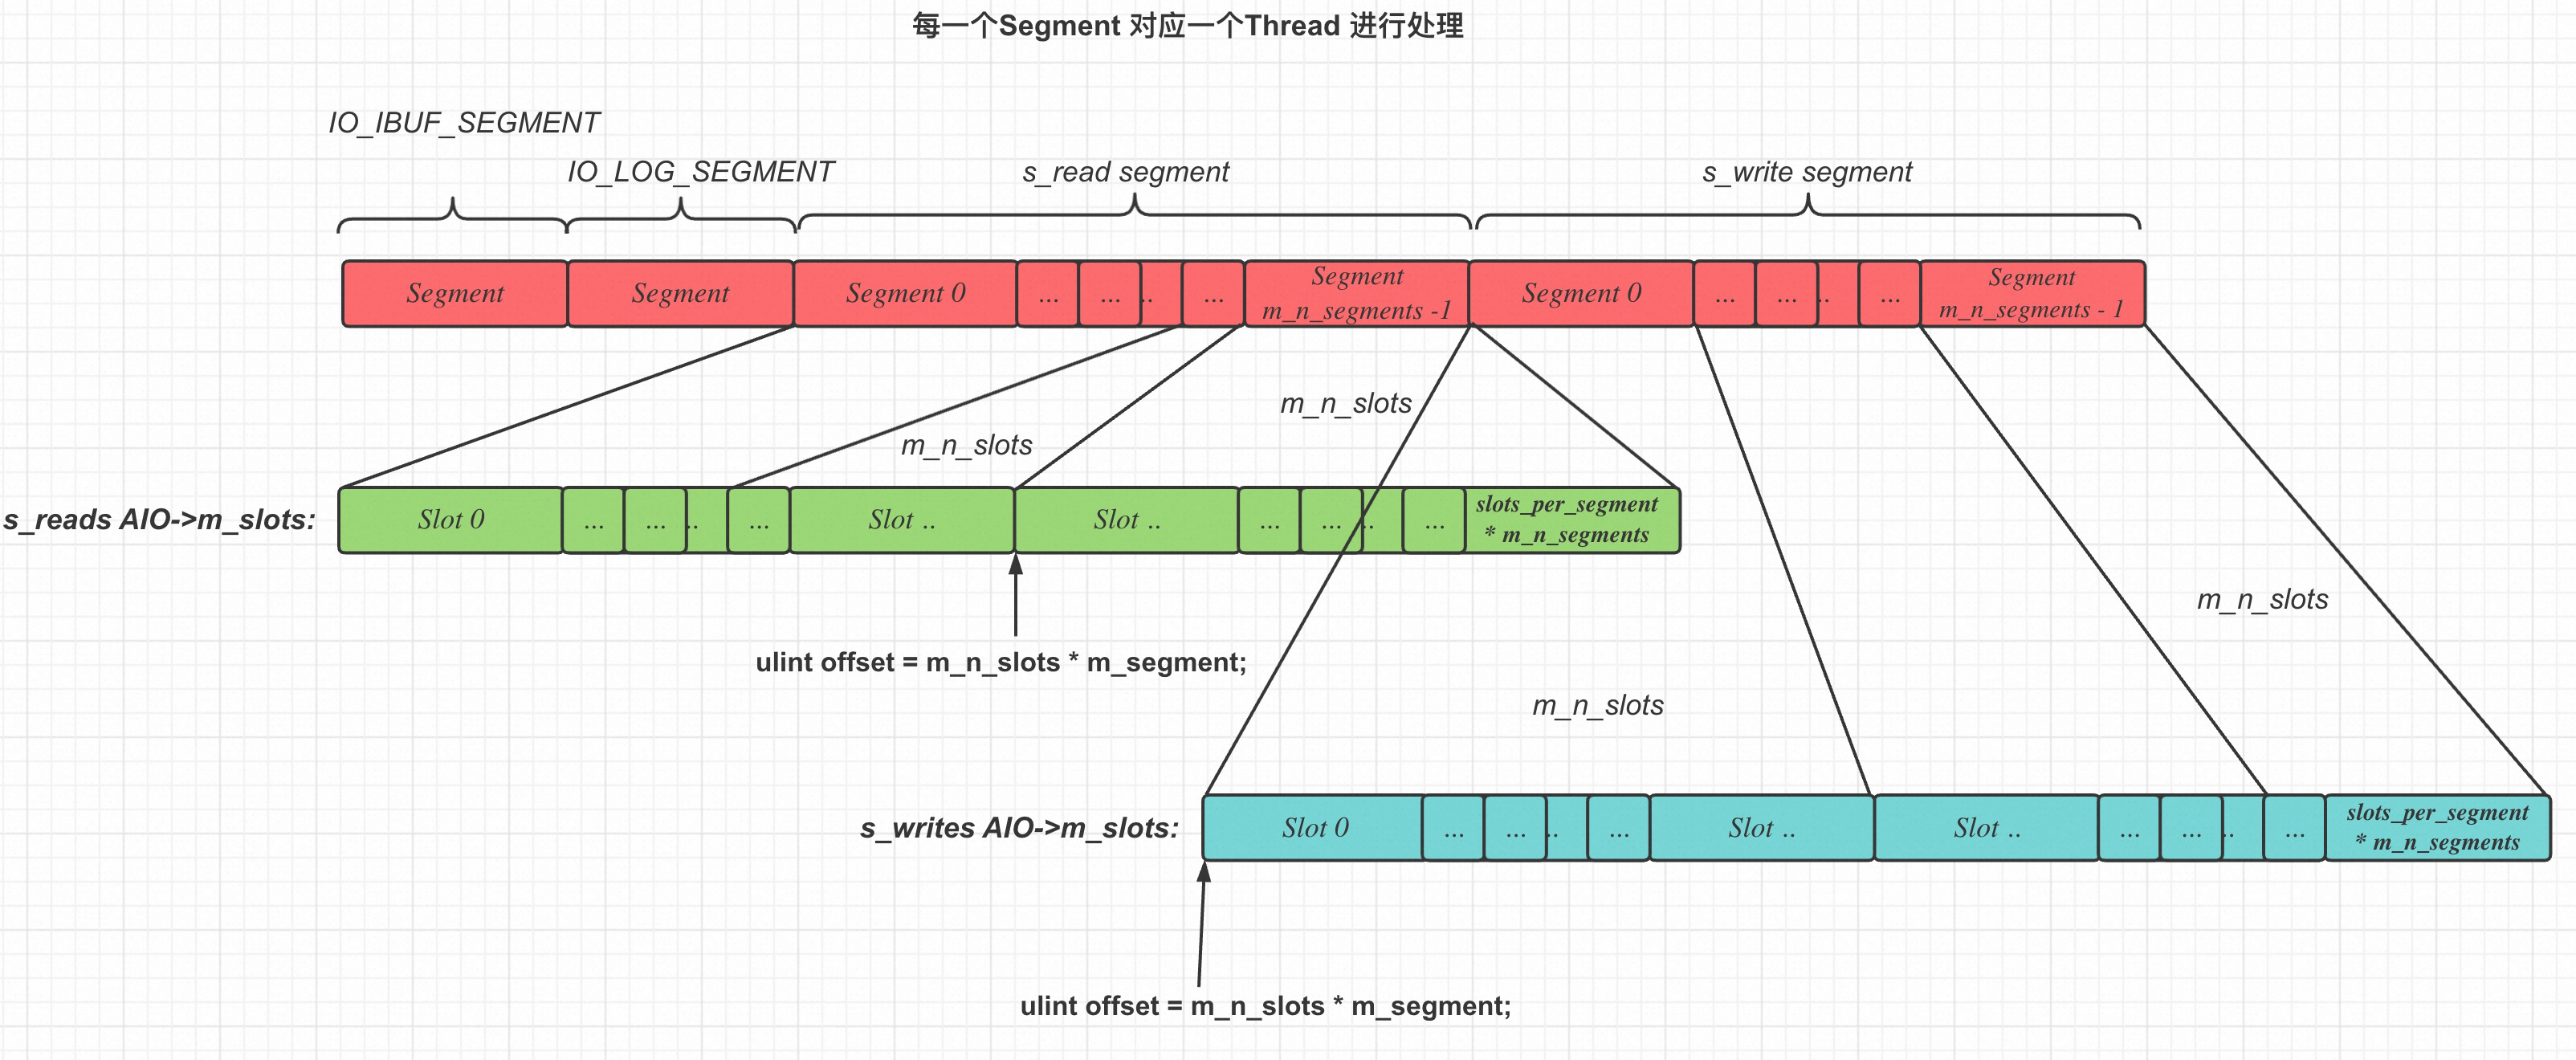 每一个Segment 对应一个Thread 进行处理
IO_IBUF_SEGMENT
IO_LOG_SEGMENT
s_read segment
s_write segment
Segment
Segment
Segment 0
...
...
..
...
Segment
m_n_segments -1
Segment 0
...
...
..
...
Segment
m_n_segments - 1
m_n_slots
m_n_slots
s_reads AIO->m_slots:
Slot 0
...
...
..
...
Slot ..
Slot ..
...
...
..
...
slots_per_segment
* m_n_segments
m_n_slots
ulint offset = m_n_slots * m_segment;
m_n_slots
s_writes AIO->m_slots:
Slot 0
...
...
..
...
Slot ..
Slot ..
...
...
..
...
slots_per_segment
* m_n_segments
ulint offset = m_n_slots * m_segment;